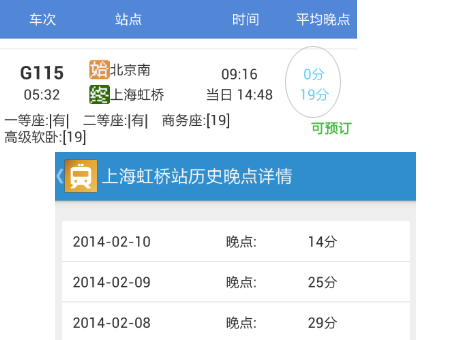 车次 站点 时间 平均晚点
G115 始 北京南 09:16 0分
05:32 终 上海虹桥 当日 14:48 19分
一等座:|有| 二等座:|有| 商务座:[19]
可预订
高级软卧:[19]
上海虹桥站历史晚点详情
2014-02-10 晚点: 14分
2014-02-09 晚点: 25分
2014-02-08 晚点: 29分